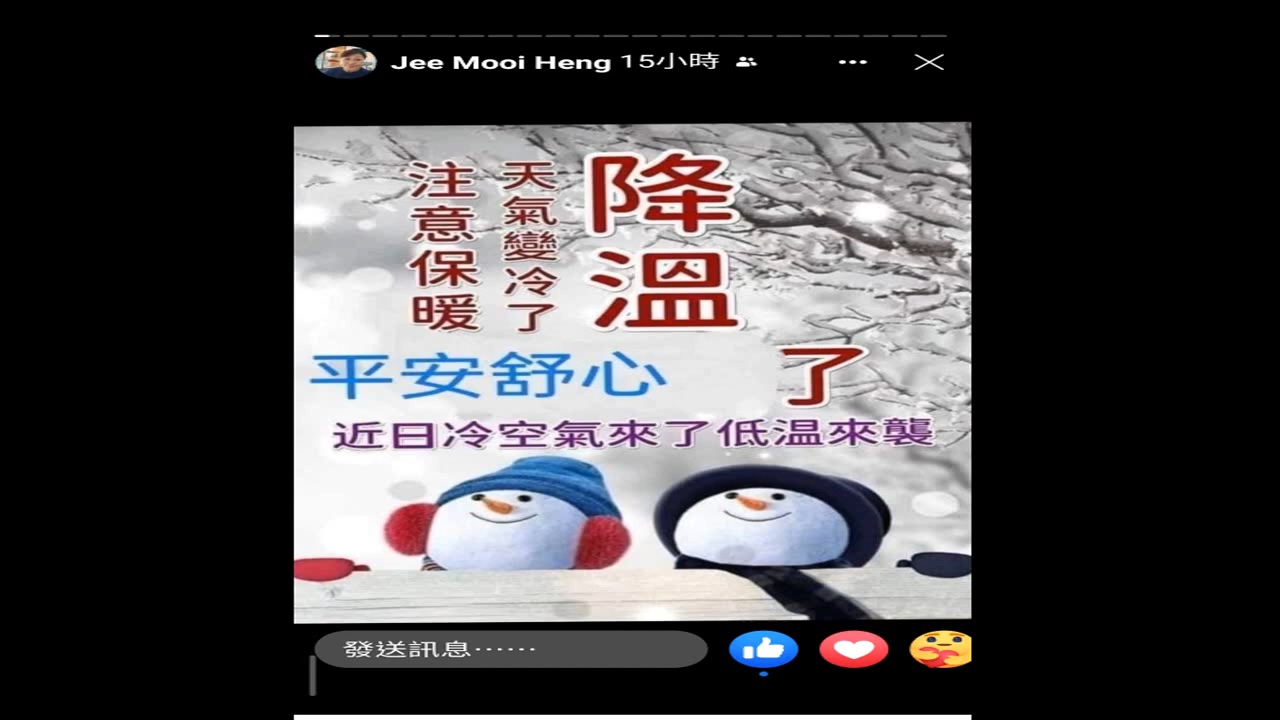 Jee Mooi Heng 15小時
降溫了
天氣變冷了
注意保暖
平安舒心
近日冷空氣來了低溫來襲
發送訊息……